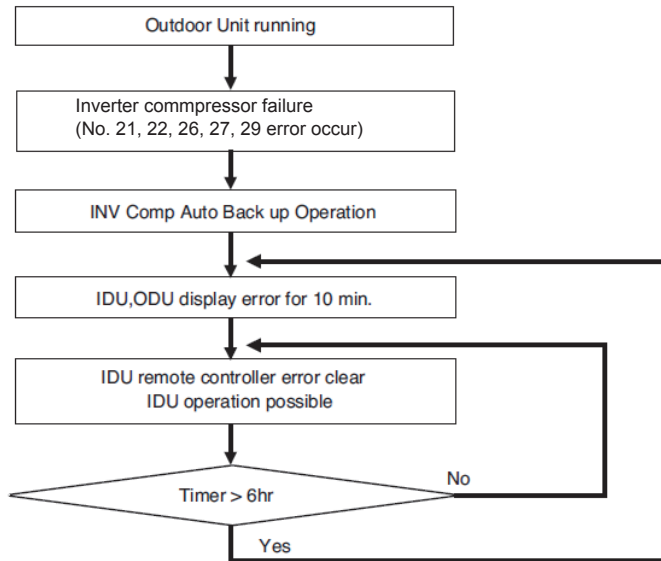 Outdoor Unit running
Inverter commpressor failure
(No. 21, 22, 26, 27, 29 error occur)
INV Comp Auto Back up Operation
IDU,ODU display error for 10 min.
IDU remote controller error clear
IDU operation possible
Timer > 6hr
No
Yes